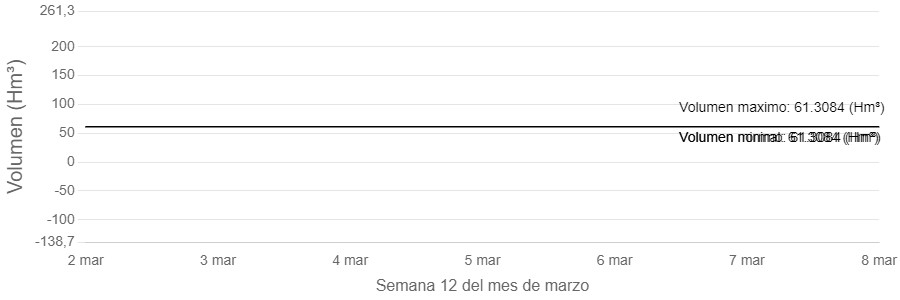 261,3
200
150
100
50
0
-50
-100
-138,7
Volumen (Hm³)
Volumen maximo: 61.3084 (Hm³)
Volumen
2 mar
3 mar
4 mar
5 mar
6 mar
7 mar
8 mar
Semana 12 del mes de marzo